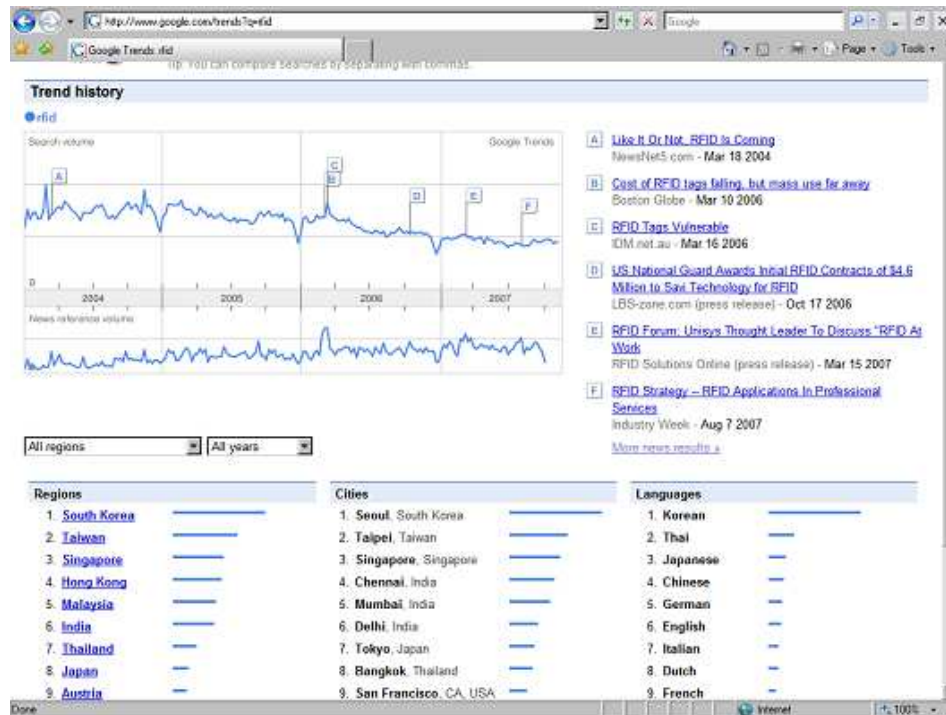 http://www.google.com/trends?q=rfid
Google
Google Trends: rfid
Page
Tools
Tip: You can compare searches by separating with commas.
Trend history
rfid
Search volume
Google Trends
A
C
B
D
E
F
0
2004
2005
2006
2007
News reference volume
A Like It Or Not, RFID Is Coming
NewsNet5.com - Mar 18 2004
B Cost of RFID tags falling, but mass use far away
Boston Globe - Mar 10 2006
C RFID Tags Vulnerable
IDM.net.au - Mar 16 2006
D US National Guard Awards Initial RFID Contracts of $4.6
Million to Savi Technology for RFID
LBS-zone.com (press release) - Oct 17 2006
E RFID Forum: Unisys Thought Leader To Discuss "RFID At
Work
RFID Solutions Online (press release) - Mar 15 2007
F RFID Strategy -- RFID Applications In Professional
Services
Industry Week - Aug 7 2007
More news results »
All regions
All years
Regions
1. South Korea
2. Taiwan
3. Singapore
4. Hong Kong
5. Malaysia
6. India
7. Thailand
8. Japan
9. Austria
Cities
1. Seoul, South Korea
2. Taipei, Taiwan
3. Singapore, Singapore
4. Chennai, India
5. Mumbai, India
6. Delhi, India
7. Tokyo, Japan
8. Bangkok, Thailand
9. San Francisco, CA, USA
Languages
1. Korean
2. Thai
3. Japanese
4. Chinese
5. German
6. English
7. Italian
8. Dutch
9. French
Done
Internet
100%